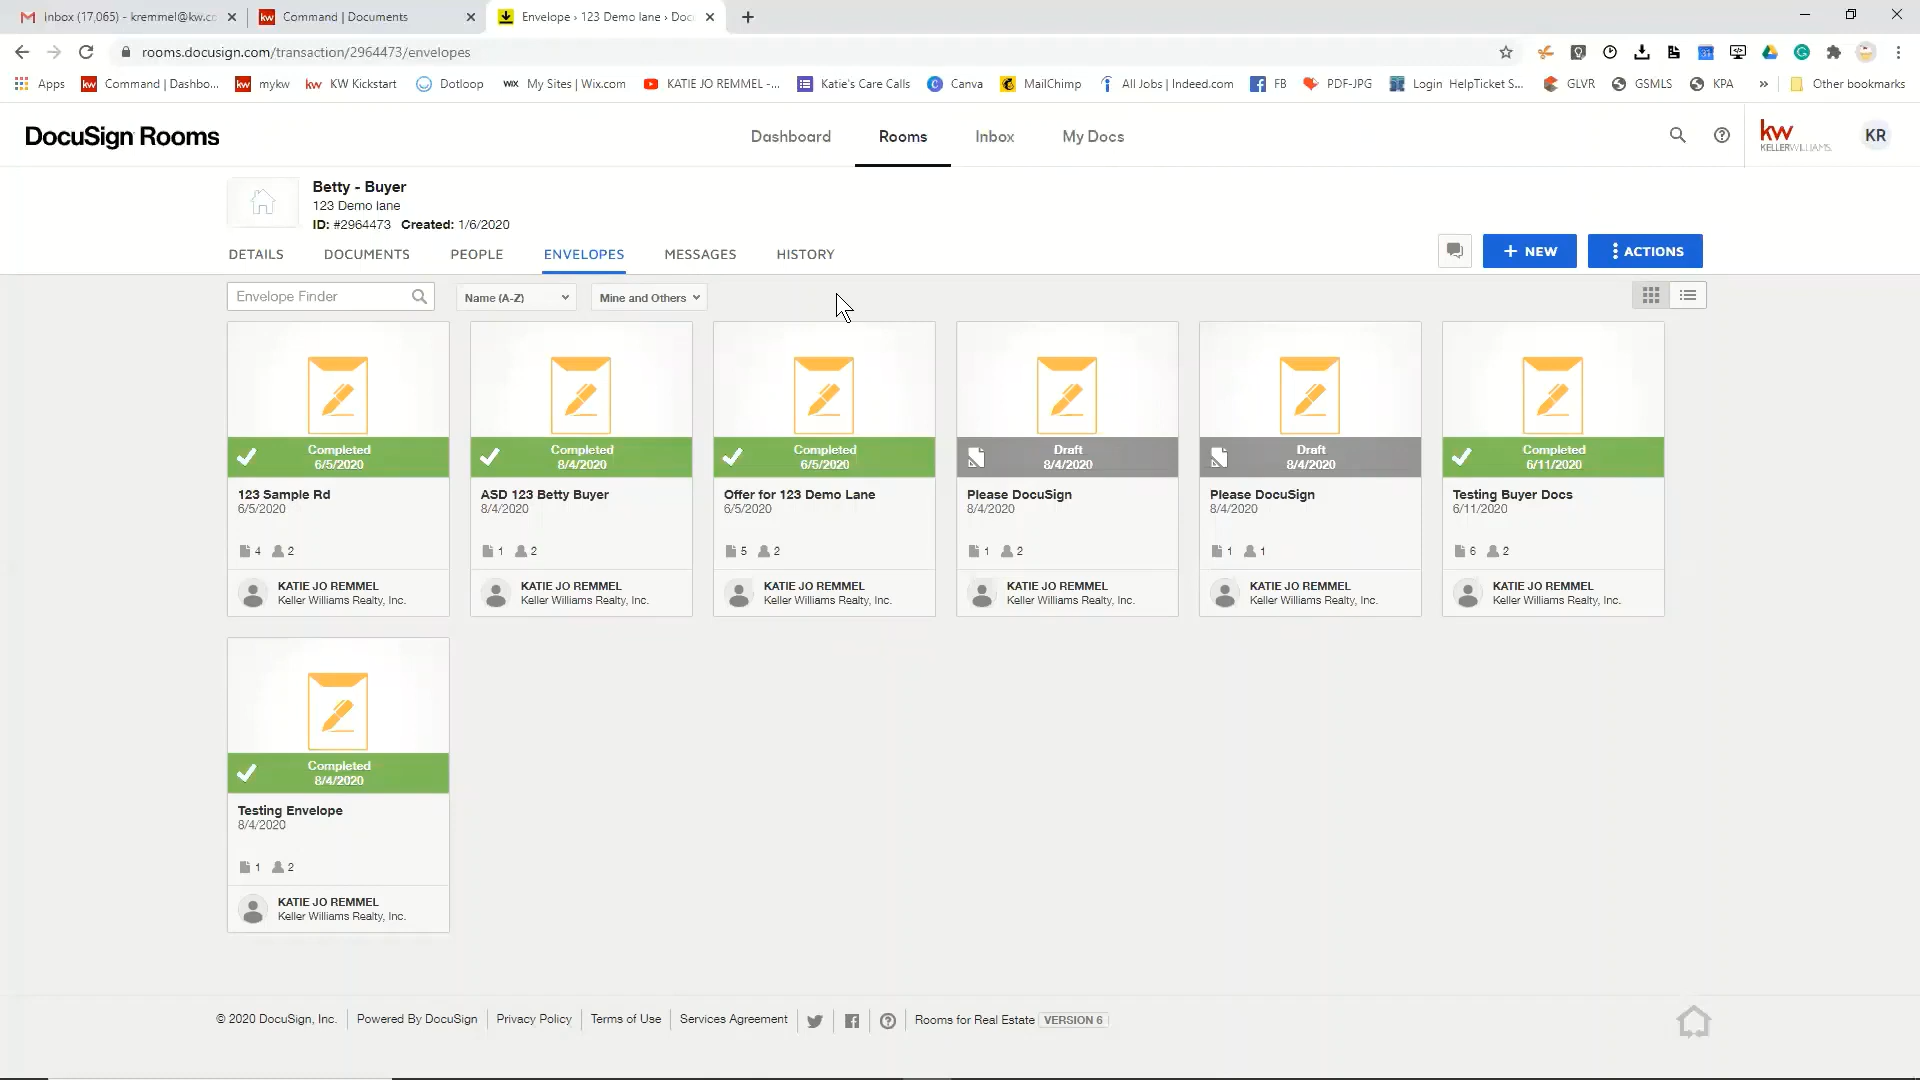 Inbox (17,065) - kremmel@kw.co
Command | Documents
Envelope › 123 Demo lane › Doc
rooms.docusign.com/transaction/2964473/envelopes
Apps
Command | Dashbo...
mykw
KW Kickstart
Dotloop
My Sites | Wix.com
KATIE JO REMMEL -...
Katie's Care Calls
Canva
MailChimp
All Jobs | Indeed.com
FB
PDF-JPG
Login HelpTicket S...
GLVR
GSMLS
KPA
»
Other bookmarks
DocuSign Rooms
Dashboard
Rooms
Inbox
My Docs
kw
KELLERWILLIAMS.
KR
Betty - Buyer
123 Demo lane
ID: #2964473 Created: 1/6/2020
DETAILS
DOCUMENTS
PEOPLE
ENVELOPES
MESSAGES
HISTORY
+ NEW
ACTIONS
Envelope Finder
Name (A-Z)
Mine and Others
Completed
6/5/2020
123 Sample Rd
6/5/2020
4 2
KATIE JO REMMEL
Keller Williams Realty, Inc.
Completed
8/4/2020
ASD 123 Betty Buyer
8/4/2020
1 2
KATIE JO REMMEL
Keller Williams Realty, Inc.
Completed
6/5/2020
Offer for 123 Demo Lane
6/5/2020
5 2
KATIE JO REMMEL
Keller Williams Realty, Inc.
Draft
8/4/2020
Please DocuSign
8/4/2020
1 2
KATIE JO REMMEL
Keller Williams Realty, Inc.
Draft
8/4/2020
Please DocuSign
8/4/2020
1 1
KATIE JO REMMEL
Keller Williams Realty, Inc.
Completed
6/11/2020
Testing Buyer Docs
6/11/2020
6 2
KATIE JO REMMEL
Keller Williams Realty, Inc.
Completed
8/4/2020
Testing Envelope
8/4/2020
1 2
KATIE JO REMMEL
Keller Williams Realty, Inc.
© 2020 DocuSign, Inc.
Powered By DocuSign
Privacy Policy
Terms of Use
Services Agreement
Rooms for Real Estate VERSION 6